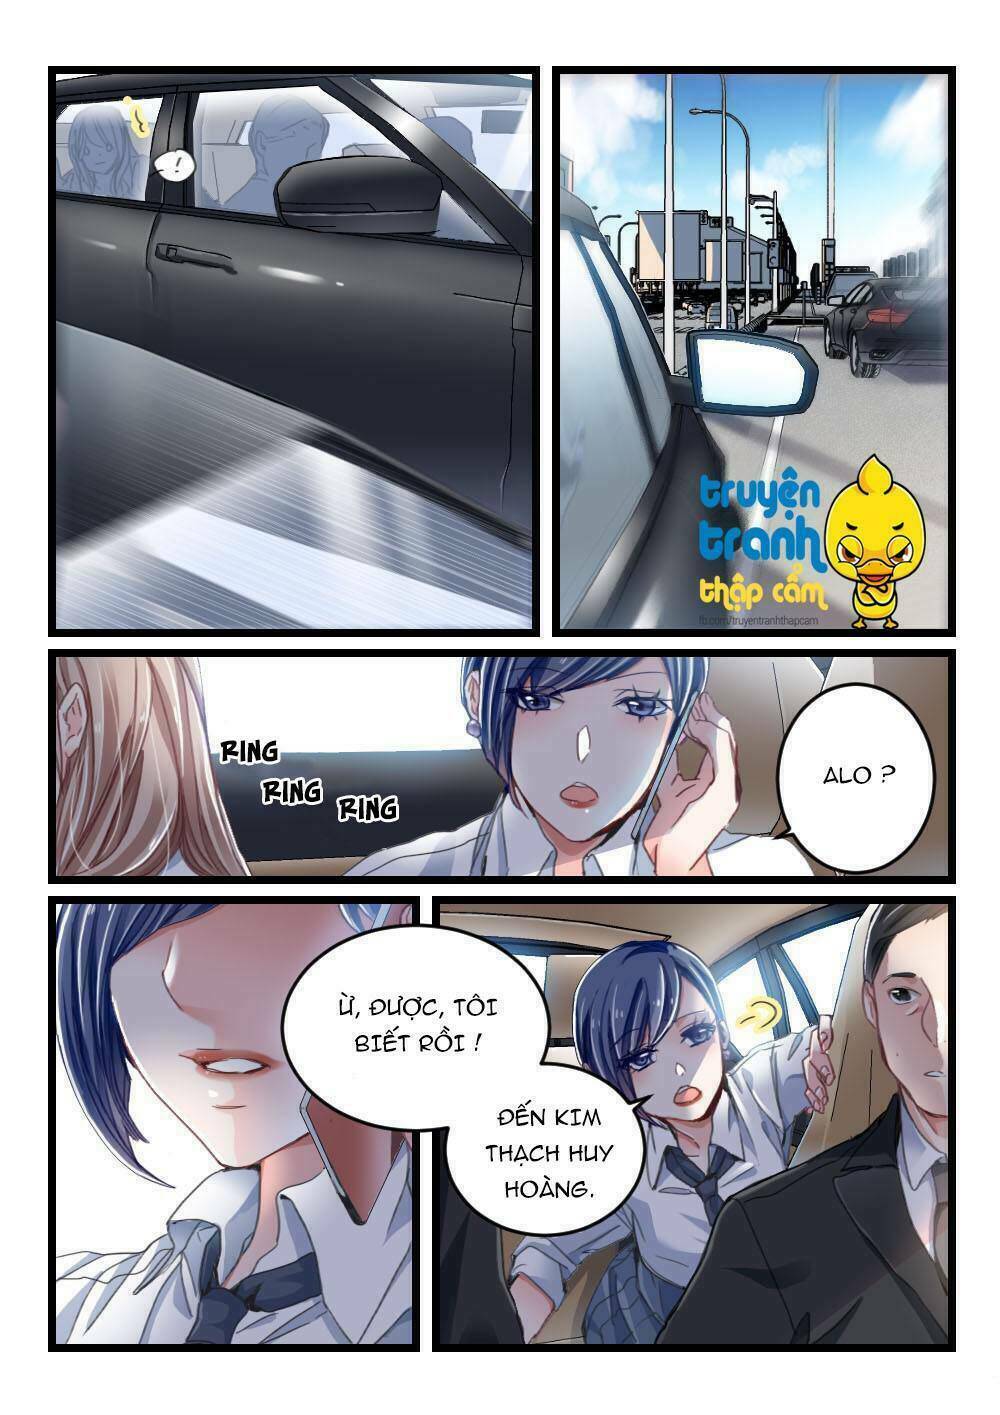 !
truyện
tranh
thập cẩm
fb.com/truyentranhthapcam
RING
RING
RING
ALO ?
Ừ, ĐƯỢC, TÔI
BIẾT RỒI !
ĐẾN KIM
THẠCH HUY
HOÀNG.